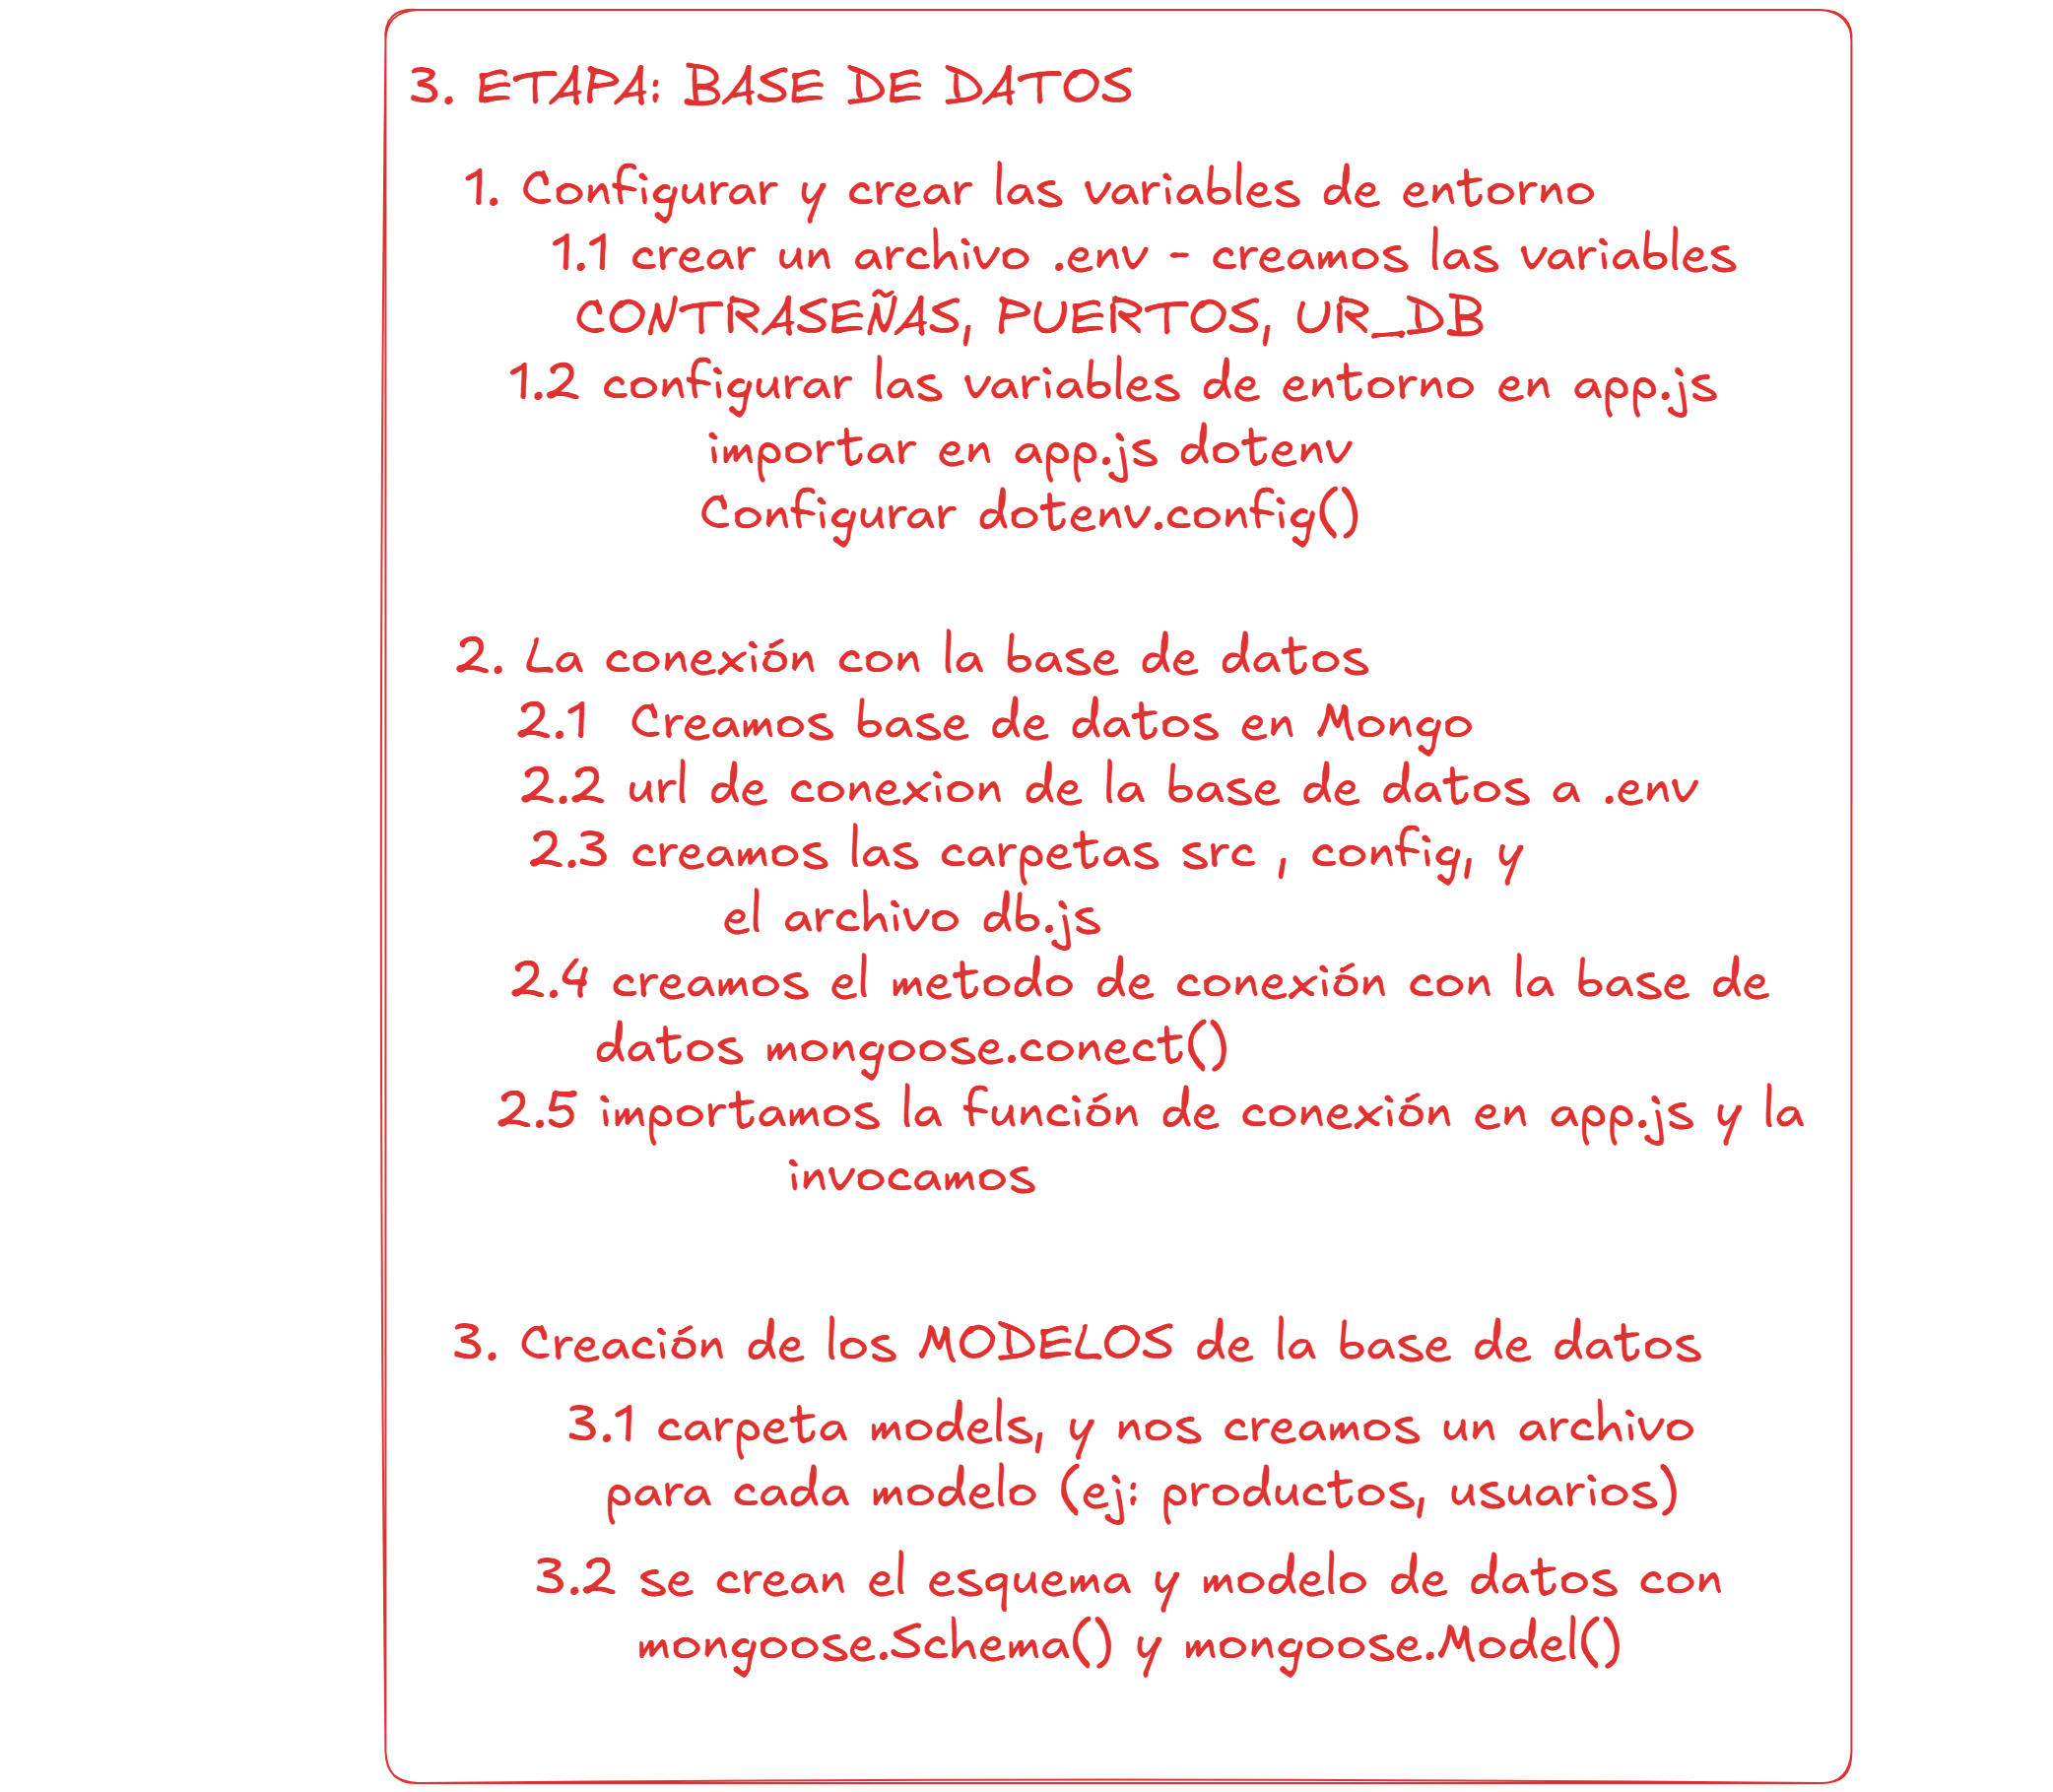 3. ETAPA: BASE DE DATOS
1. Configurar y crear las variables de entorno
1.1 crear un archivo .env - creamos las variables
CONTRASEÑAS, PUERTOS, UR_DB
1.2 configurar las variables de entorno en app.js
importar en app.js dotenv
Configurar dotenv.config()
2. La conexión con la base de datos
2.1 Creamos base de datos en Mongo
2.2 url de conexion de la base de datos a .env
2.3 creamos las carpetas src , config, y
el archivo db.js
2.4 creamos el metodo de conexión con la base de
datos mongoose.conect()
2.5 importamos la función de conexión en app.js y la
invocamos
3. Creación de los MODELOS de la base de datos
3.1 carpeta models, y nos creamos un archivo
para cada modelo (ej: productos, usuarios)
3.2 se crean el esquema y modelo de datos con
mongoose.Schema() y mongoose.Model()